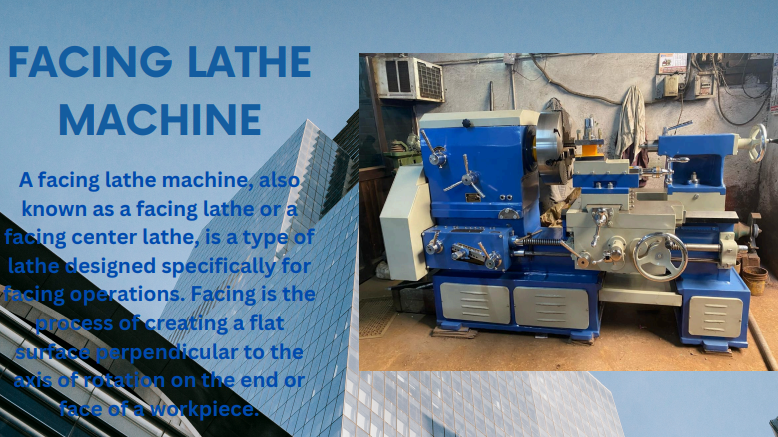 FACING LATHE
MACHINE
A facing lathe machine, also
known as a facing lathe or a
facing center lathe, is a type of
lathe designed specifically for
facing operations. Facing is the
process of creating a flat
surface perpendicular to the
axis of rotation on the end or
face of a workpiece.